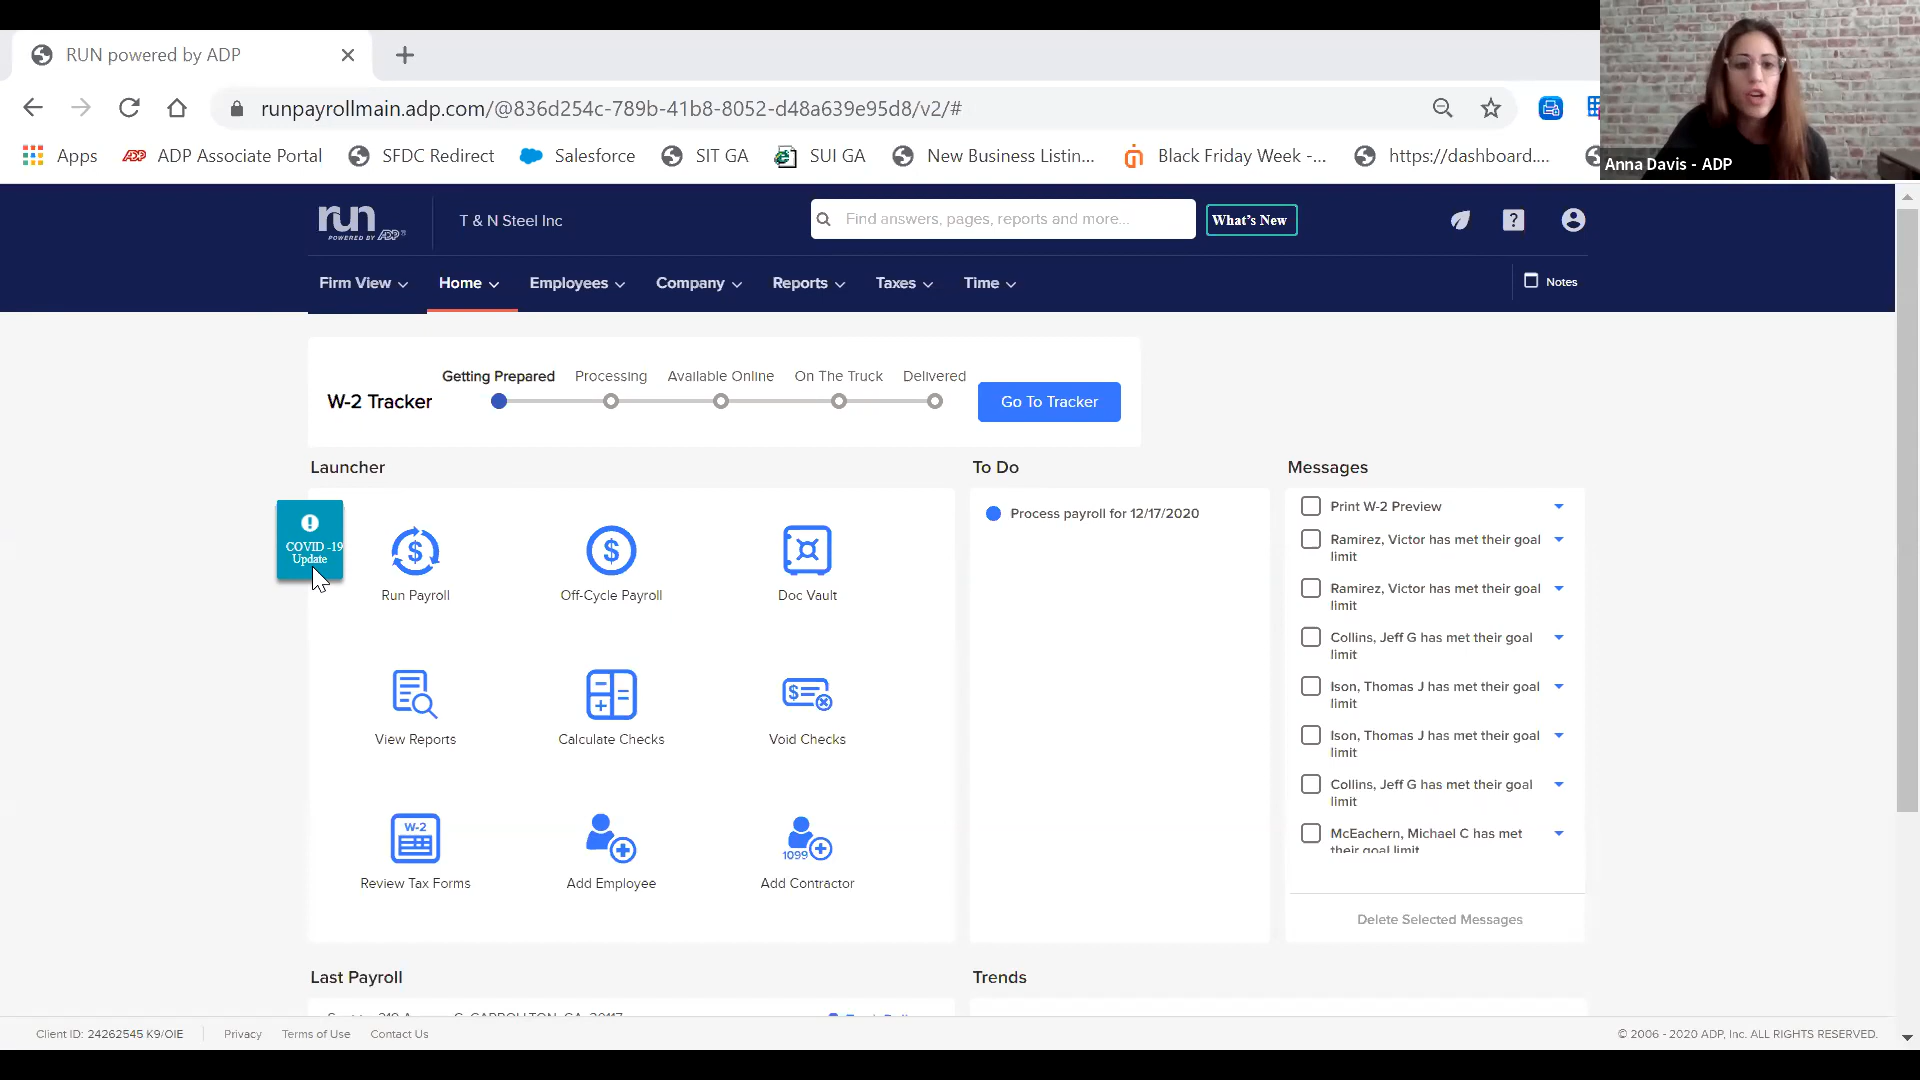 RUN powered by ADP
runpayrollmain.adp.com/@836d254c-789b-41b8-8052-d48a639e95d8/v2/#
Apps ADP ADP Associate Portal SFDC Redirect Salesforce SIT GA SUI GA New Business Listin... Black Friday Week -... https://dashboard....
Anna Davis - ADP
run
POWERED BY ADP
T & N Steel Inc
Find answers, pages, reports and more...
What's New
Firm View Home Employees Company Reports Taxes Time
Notes
W-2 Tracker
Getting Prepared Processing Available Online On The Truck Delivered
Go To Tracker
Launcher
COVID -19
Update
Run Payroll Off-Cycle Payroll Doc Vault
View Reports Calculate Checks Void Checks
W-2
1099
Review Tax Forms Add Employee Add Contractor
To Do
Process payroll for 12/17/2020
Messages
Print W-2 Preview
Ramirez, Victor has met their goal
limit
Ramirez, Victor has met their goal
limit
Collins, Jeff G has met their goal
limit
Ison, Thomas J has met their goal
limit
Ison, Thomas J has met their goal
limit
Collins, Jeff G has met their goal
limit
McEachern, Michael C has met
their goal limit
Delete Selected Messages
Last Payroll
Trends
Client ID: 24262545 K9/OIE Privacy Terms of Use Contact Us
© 2006 - 2020 ADP, Inc. ALL RIGHTS RESERVED.